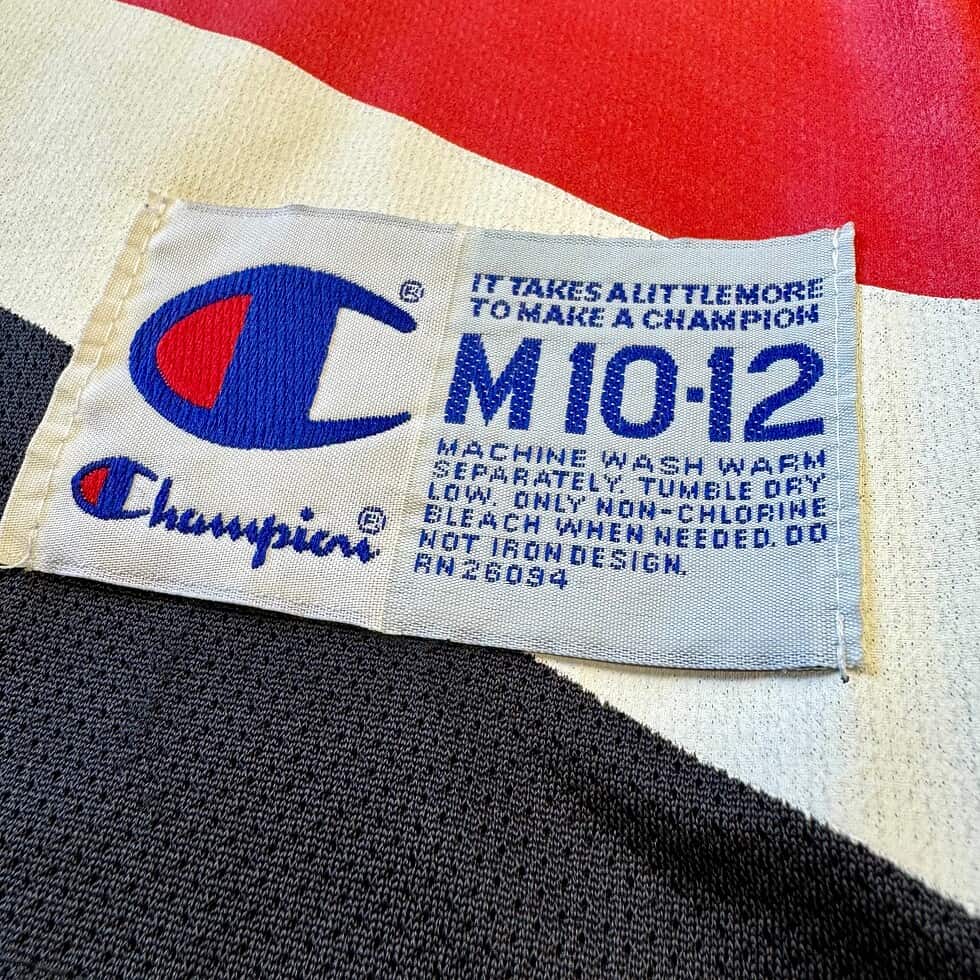 ®
Champion®
IT TAKES A LITTLE MORE
TO MAKE A CHAMPION
M 10-12
MACHINE WASH WARM
SEPARATELY. TUMBLE DRY
LOW. ONLY NON-CHLORINE
BLEACH WHEN NEEDED. DO
NOT IRON DESIGN.
RN 26094